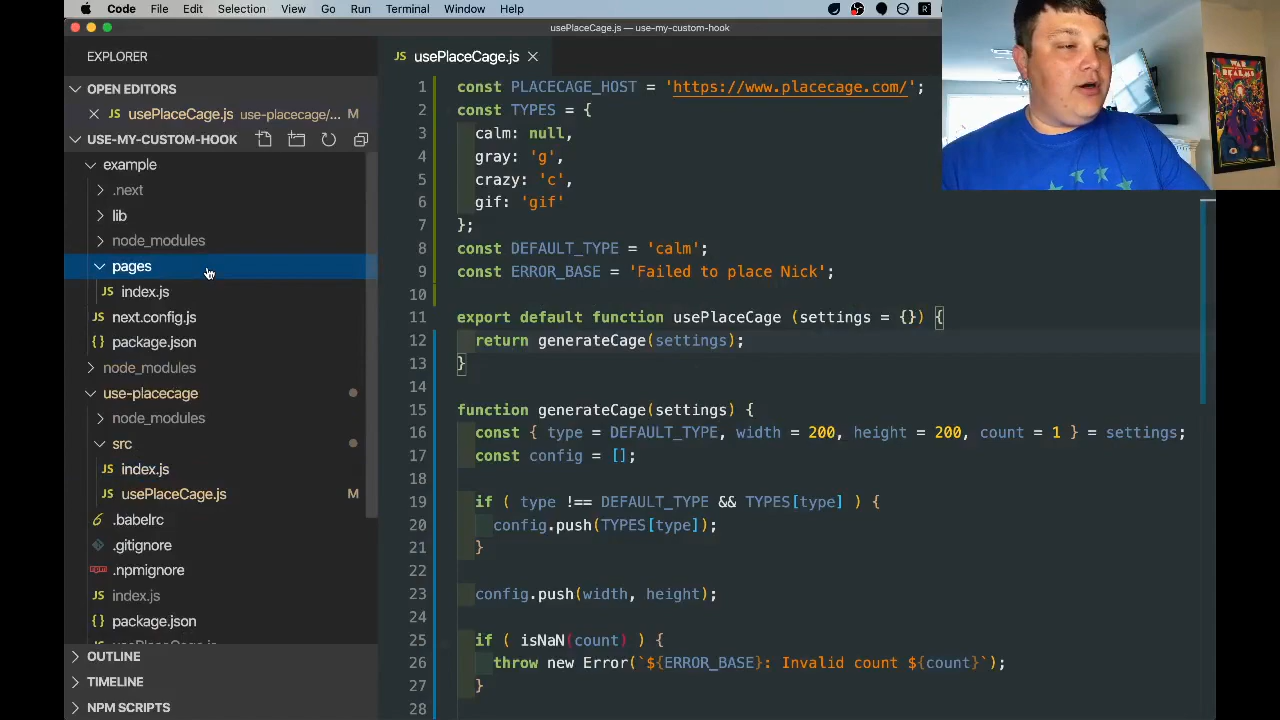 Code File Edit Selection View Go Run Terminal Window Help
usePlaceCage.js — use-my-custom-hook
EXPLORER
OPEN EDITORS
usePlaceCage.js use-placecage/... M
USE-MY-CUSTOM-HOOK
example
.next
lib
node_modules
pages
JS index.js
next.config.js
{} package.json
node_modules
use-placecage
node_modules
src
JS index.js
JS usePlaceCage.js M
.babelrc
.gitignore
.npmignore
JS index.js
{} package.json
OUTLINE
TIMELINE
NPM SCRIPTS
JS usePlaceCage.js
1 const PLACECAGE_HOST = 'https://www.placecage.com/';
2 const TYPES = {
3 calm: null,
4 gray: 'g',
5 crazy: 'c',
6 gif: 'gif'
7 };
8 const DEFAULT_TYPE = 'calm';
9 const ERROR_BASE = 'Failed to place Nick';
10
11 export default function usePlaceCage (settings = {}) {
12 return generateCage(settings);
13 }
14
15 function generateCage(settings) {
16 const { type = DEFAULT_TYPE, width = 200, height = 200, count = 1 } = settings;
17 const config = [];
18
19 if ( type !== DEFAULT_TYPE && TYPES[type] ) {
20 config.push(TYPES[type]);
21 }
22
23 config.push(width, height);
24
25 if ( isNaN(count) ) {
26 throw new Error(`${ERROR_BASE}: Invalid count ${count}`);
27 }
28